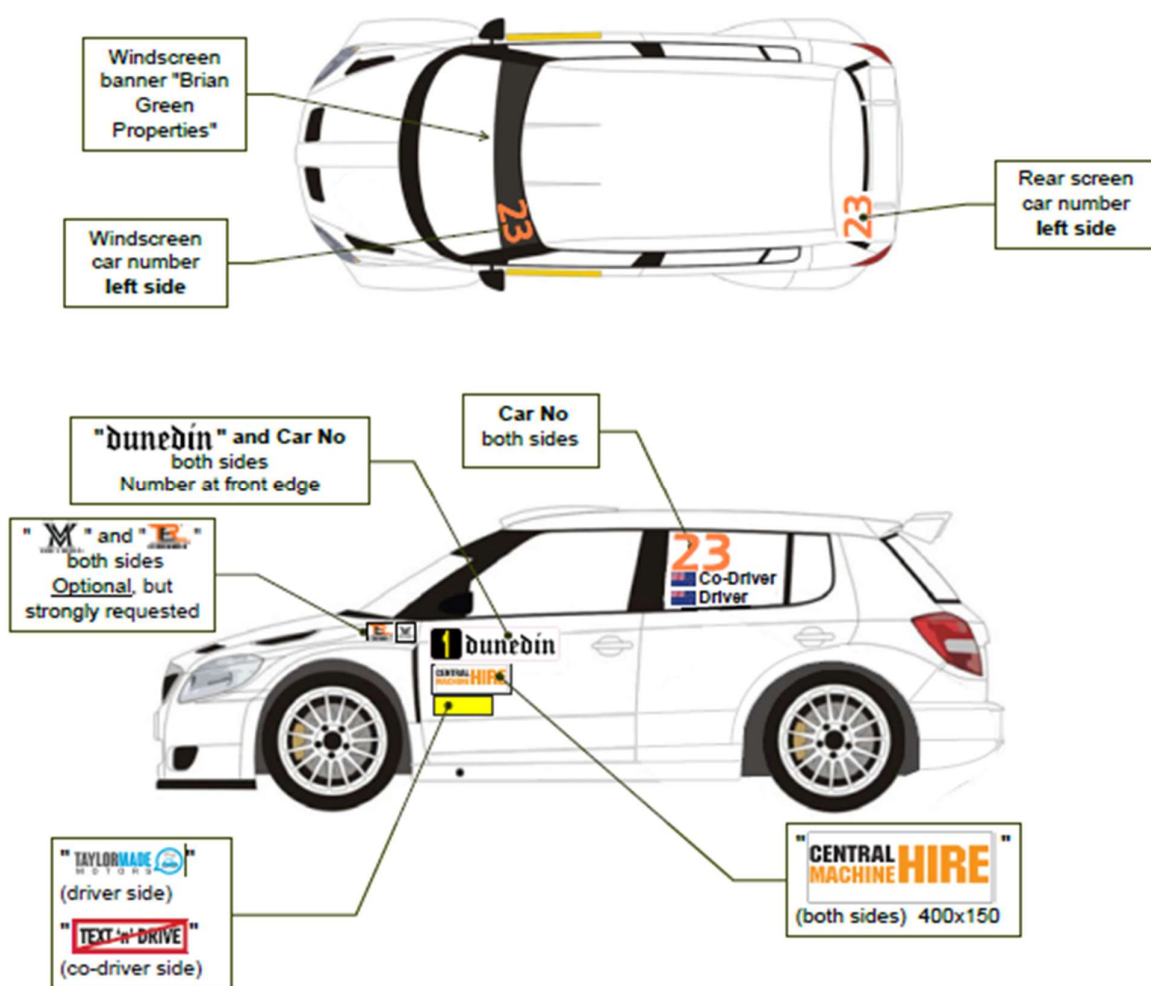 Windscreen
banner "Brian
Green
Properties"
Windscreen
car number
left side
23
23
Rear screen
car number
left side
"dunedin" and Car No
both sides
Number at front edge
Car No
both sides
" " and " "
both sides
Optional, but
strongly requested
23
Co-Driver
Driver
1 dunedin
CENTRAL
MACHINE HIRE
" TAYLORMADE "
MOTORS
(driver side)
" TEXT 'n' DRIVE "
(co-driver side)
" CENTRAL
MACHINE HIRE "
(both sides) 400x150